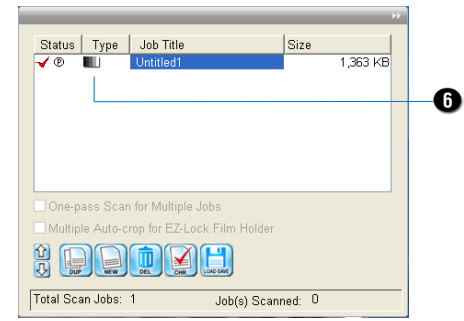 Status Type Job Title Size
Ⓟ Untitled1 1,363 KB
❻
One-pass Scan for Multiple Jobs
Multiple Auto-crop for EZ-Lock Film Holder
DUP NEW DEL CHK LOAD SAVE
Total Scan Jobs: 1 Job(s) Scanned: 0